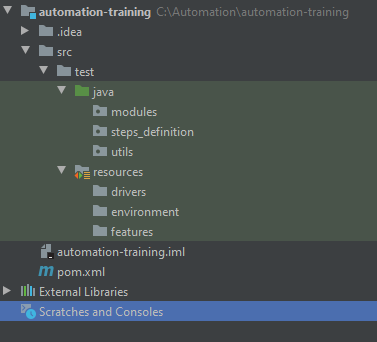 automation-training C:\Automation\automation-training
.idea
src
test
java
modules
steps_definition
utils
resources
drivers
environment
features
automation-training.iml
m pom.xml
External Libraries
Scratches and Consoles